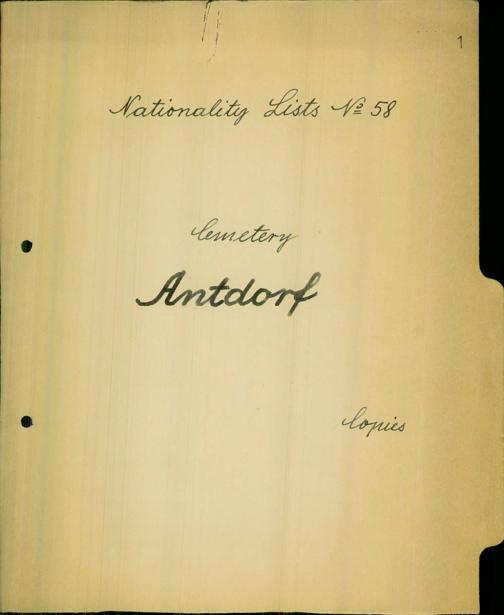 1
Nationality Lists № 58
Cemetery
Antdorf
Copies